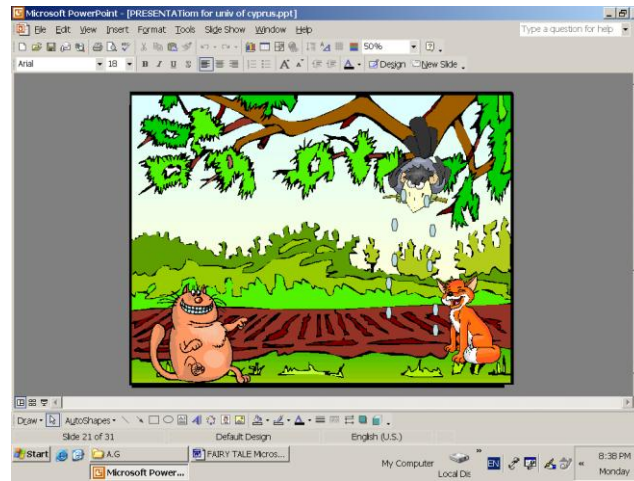 Microsoft PowerPoint - [PRESENTATiom for univ of cyprus.ppt]
File Edit View Insert Format Tools Slide Show Window Help Type a question for help
50%
Arial 18 B I U S Design New Slide
Draw AutoShapes
Slide 21 of 31 Default Design English (U.S.)
Start A.G FAIRY TALE Micros... My Computer Local Dis EN 8:38 PM
Microsoft Power... Monday